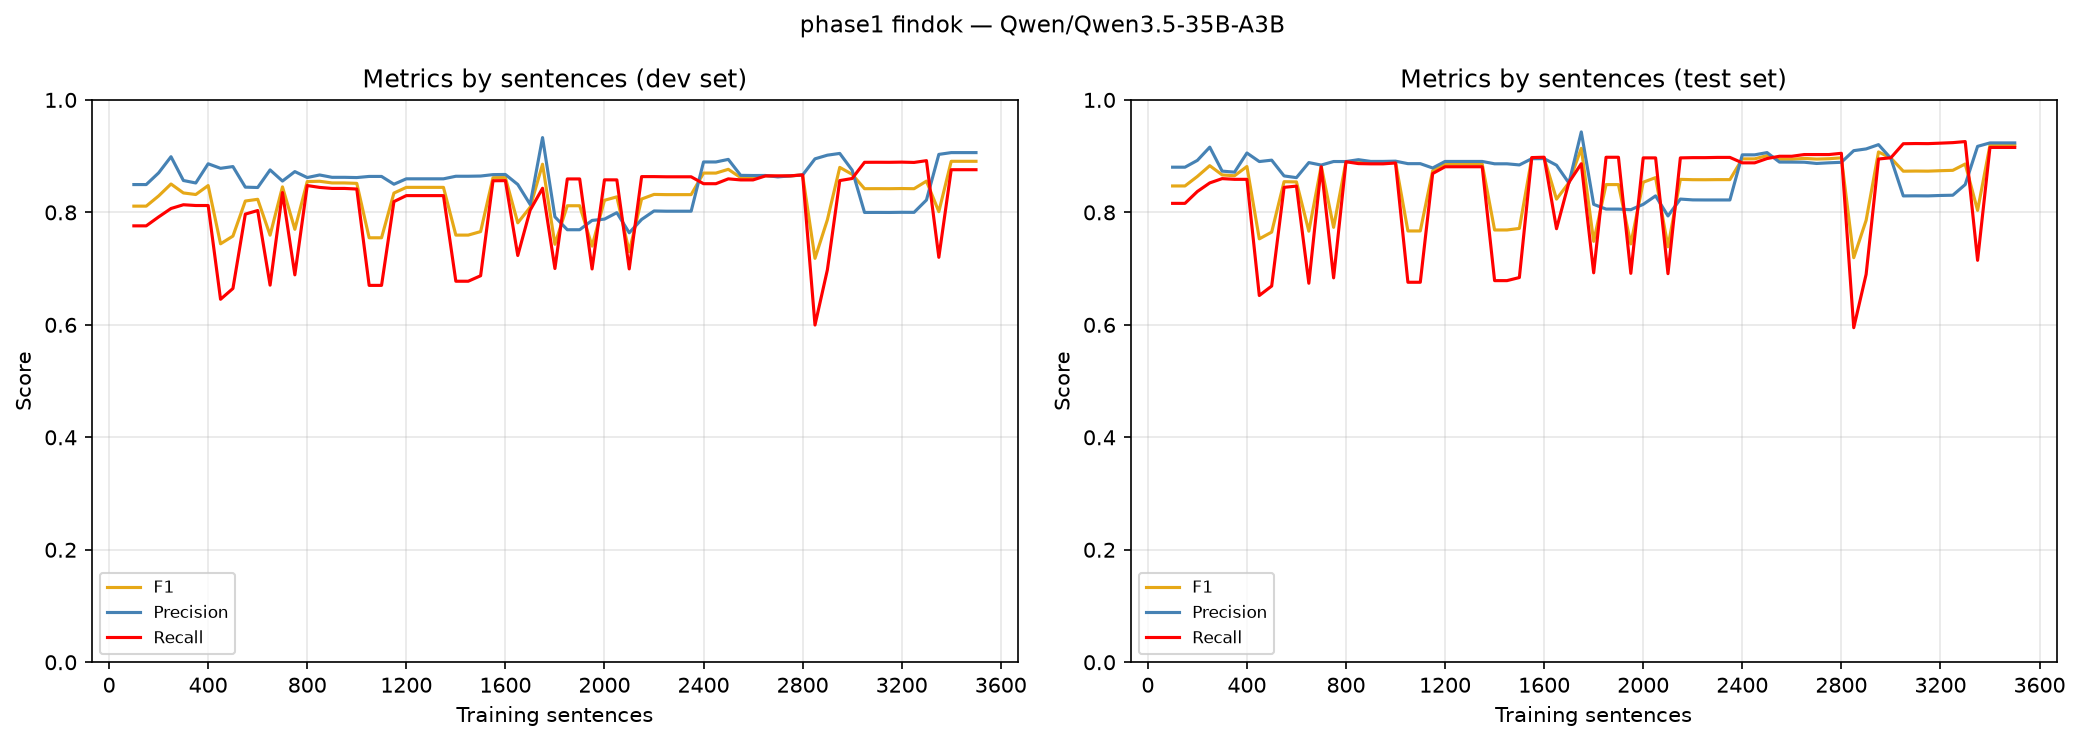 phase1 findok — Qwen/Qwen3.5-35B-A3B
Metrics by sentences (dev set)
1.0
0.8
0.6
0.4
0.2
0.0
Score
F1
Precision
Recall
0 400 800 1200 1600 2000 2400 2800 3200 3600
Training sentences
Metrics by sentences (test set)
1.0
0.8
0.6
0.4
0.2
0.0
Score
F1
Precision
Recall
0 400 800 1200 1600 2000 2400 2800 3200 3600
Training sentences